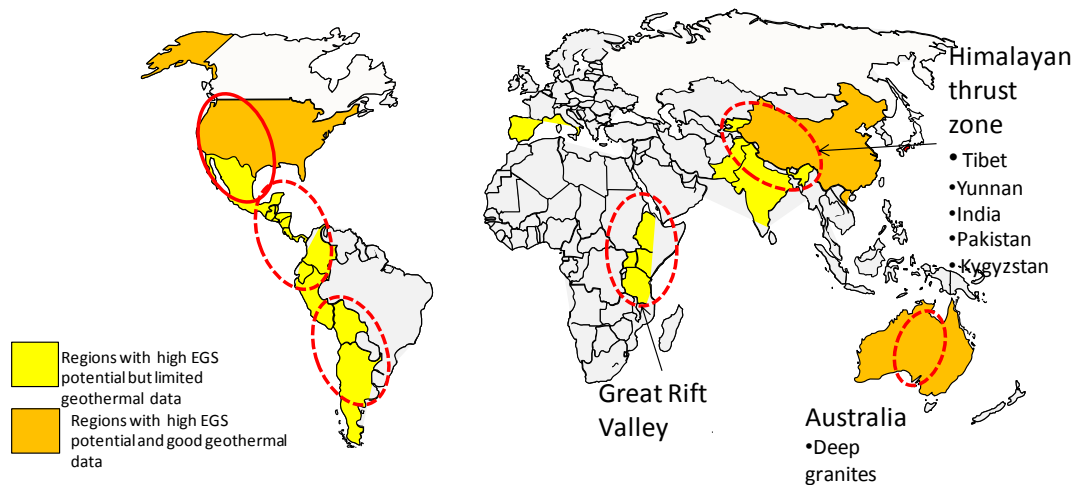 Himalayan
thrust
zone
• Tibet
•Yunnan
•India
•Pakistan
•Kygyzstan
Regions with high EGS
potential but limited
geothermal data
Regions with high EGS
potential and good geothermal
data
Great Rift
Valley
Australia
•Deep
granites